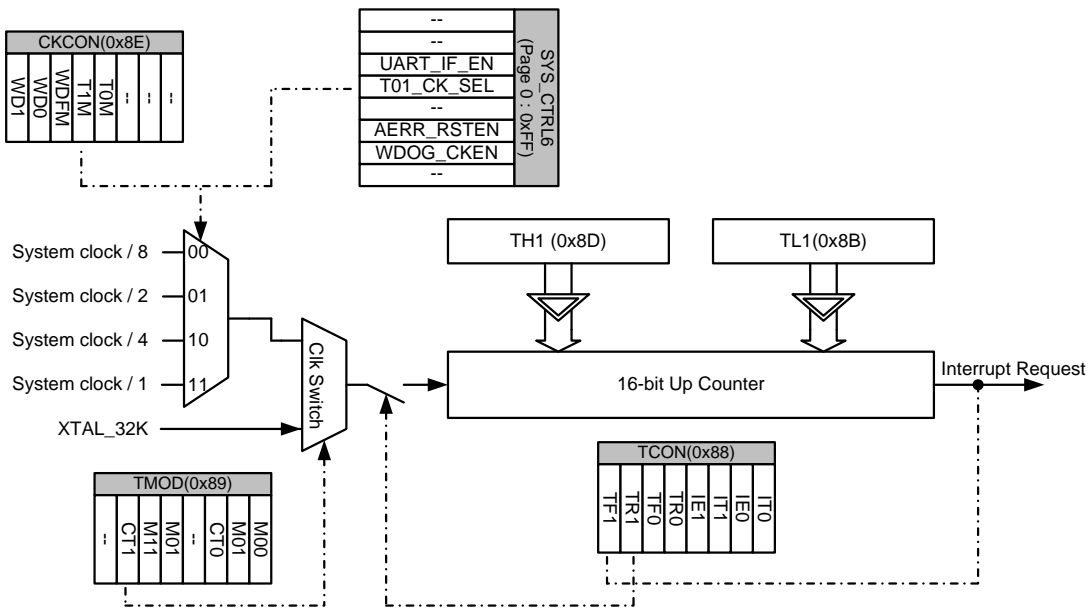 CKCON(0x8E)
WD1
WD0
WDFM
T1M
T0M
--
--
--
--
--
UART_IF_EN
T01_CK_SEL
--
AERR_RSTEN
WDOG_CKEN
--
SYS_CTRL6
(Page 0 : 0xFF)
System clock / 8
00
System clock / 2
01
System clock / 4
10
System clock / 1
11
XTAL_32K
Clk Switch
TH1 (0x8D)
TL1(0x8B)
16-bit Up Counter
Interrupt Request
TMOD(0x89)
--
CT1
M11
M01
--
CT0
M01
M00
TCON(0x88)
TF1
TR1
TF0
TR0
IE1
IT1
IE0
IT0